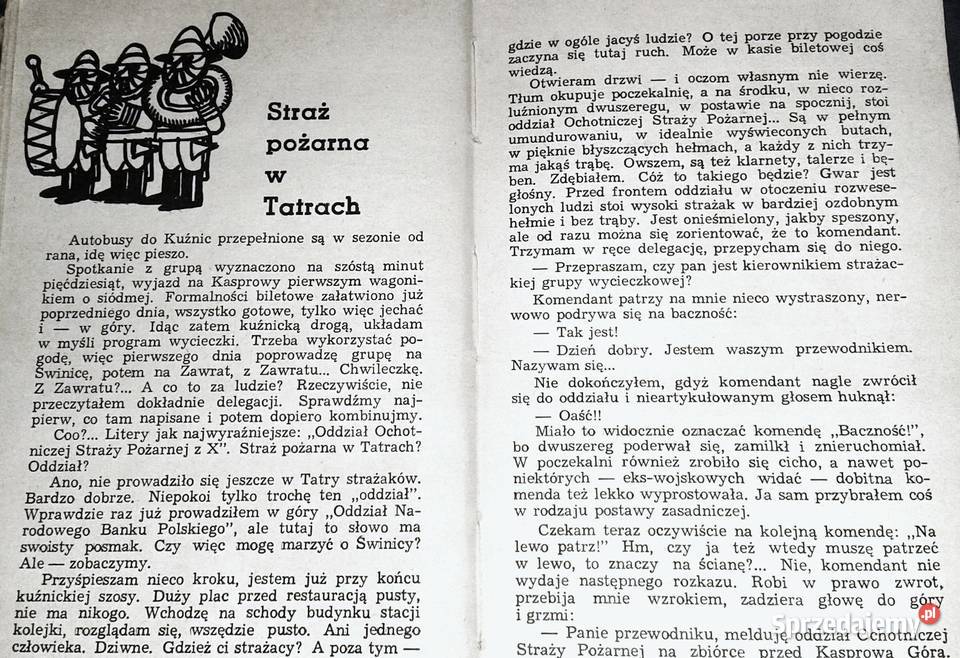 Straż
pożarna
w
Tatrach
Autobusy do Kuźnic przepełnione są w sezonie od
rana, idę więc pieszo.
Spotkanie z grupą wyznaczono na szóstą minut
pięćdziesiąt, wyjazd na Kasprowy pierwszym wagoni-
kiem o siódmej. Formalności biletowe załatwiono już
poprzedniego dnia, wszystko gotowe, tylko więc jechać
i — w góry. Idąc zatem kuźnicką drogą, układam
w myśli program wycieczki. Trzeba wykorzystać po-
godę, więc pierwszego dnia poprowadzę grupę na
Świnicę, potem na Zawrat, z Zawratu... Chwileczkę.
Z Zawratu?... A co to za ludzie? Rzeczywiście, nie
przeczytałem dokładnie delegacji. Sprawdźmy naj-
pierw, co tam napisane i potem dopiero kombinujmy.
Coo?... Litery jak najwyraźniejsze: „Oddział Ochot-
niczej Straży Pożarnej z X”. Straż pożarna w Tatrach?
Oddział?
Ano, nie prowadziło się jeszcze w Tatry strażaków.
Bardzo dobrze. Niepokoi tylko trochę ten „oddział”.
Wprawdzie raz już prowadziłem w góry „Oddział Na-
rodowego Banku Polskiego”, ale tutaj to słowo ma
swoisty posmak. Czy więc mogę marzyć o Świnicy?
Ale — zobaczymy.
Przyśpieszam nieco kroku, jestem już przy końcu
kuźnickiej szosy. Duży plac przed restauracją pusty,
nie ma nikogo. Wchodzę na schody budynku stacji
kolejki, rozglądam się, wszędzie pusto. Ani jednego
człowieka. Dziwne. Gdzież ci strażacy? A poza tym —
gdzie w ogóle jacyś ludzie? O tej porze przy pogodzie
zaczyna się tutaj ruch. Może w kasie biletowej coś
wiedzą.
Otwieram drzwi — i oczom własnym nie wierzę.
Tłum okupuje poczekalnię, a na środku, w nieco roz-
luźnionym dwuszeregu, w postawie na spocznij, stoi
oddział Ochotniczej Straży Pożarnej... Są w pełnym
umundurowaniu, w idealnie wyświeconych butach,
w pięknie błyszczących hełmach, a każdy z nich trzy-
ma jakąś trąbę. Owszem, są też klarnety, talerze i bę-
ben. Zdębiałem. Cóż to takiego będzie? Gwar jest
głośny. Przed frontem oddziału w otoczeniu rozwese-
lonych ludzi stoi wysoki strażak w bardziej ozdobnym
hełmie i bez trąby. Jest onieśmielony, jakby speszony,
ale od razu można się zorientować, że to komendant.
Trzymam w ręce delegację, przepycham się do niego.
— Przepraszam, czy pan jest kierownikiem strażac-
kiej grupy wycieczkowej?
Komendant patrzy na mnie nieco wystraszony, ner-
wowo podrywa się na baczność:
— Tak jest!
— Dzień dobry. Jestem waszym przewodnikiem.
Nazywam się...
Nie dokończyłem, gdyż komendant nagle zwrócił
się do oddziału i nieartykułowanym głosem huknął:
— Oaść!!
Miało to widocznie oznaczać komendę „Baczność!”,
bo dwuszereg poderwał się, zamilkł i znieruchomiał.
W poczekalni również zrobiło się cicho, a nawet po-
niektórych — eks-wojskowych widać — dobitna ko-
menda też lekko wyprostowała. Ja sam przybrałem coś
w rodzaju postawy zasadniczej.
Czekam teraz oczywiście na kolejną komendę: „Na
lewo patrz!” Hm, czy ja też wtedy muszę patrzeć
w lewo, to znaczy na ścianę?... Nie, komendant nie
wydaje następnego rozkazu. Robi w prawo zwrot,
przebija mnie wzrokiem, zadziera głowę do góry
i grzmi:
— Panie przewodniku, melduję oddział Ochotniczej
Straży Pożarnej na zbiórce przed Kasprową Górą.
Sprzedajemy.pl